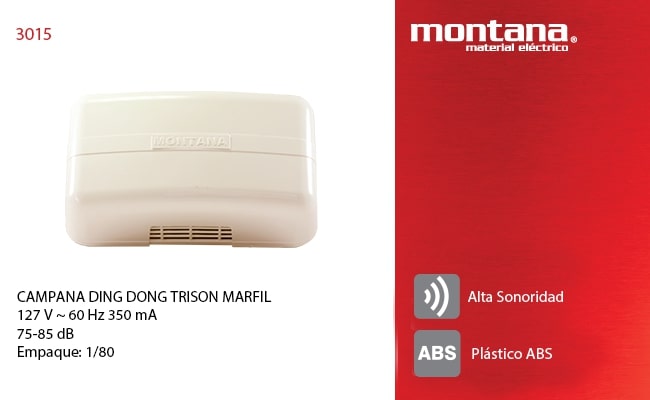 3015
MONTANA
CAMPANA DING DONG TRISON MARFIL
127 V ~ 60 Hz 350 mA
75-85 dB
Empaque: 1/80
montana®
material eléctrico
Alta Sonoridad
ABS Plástico ABS